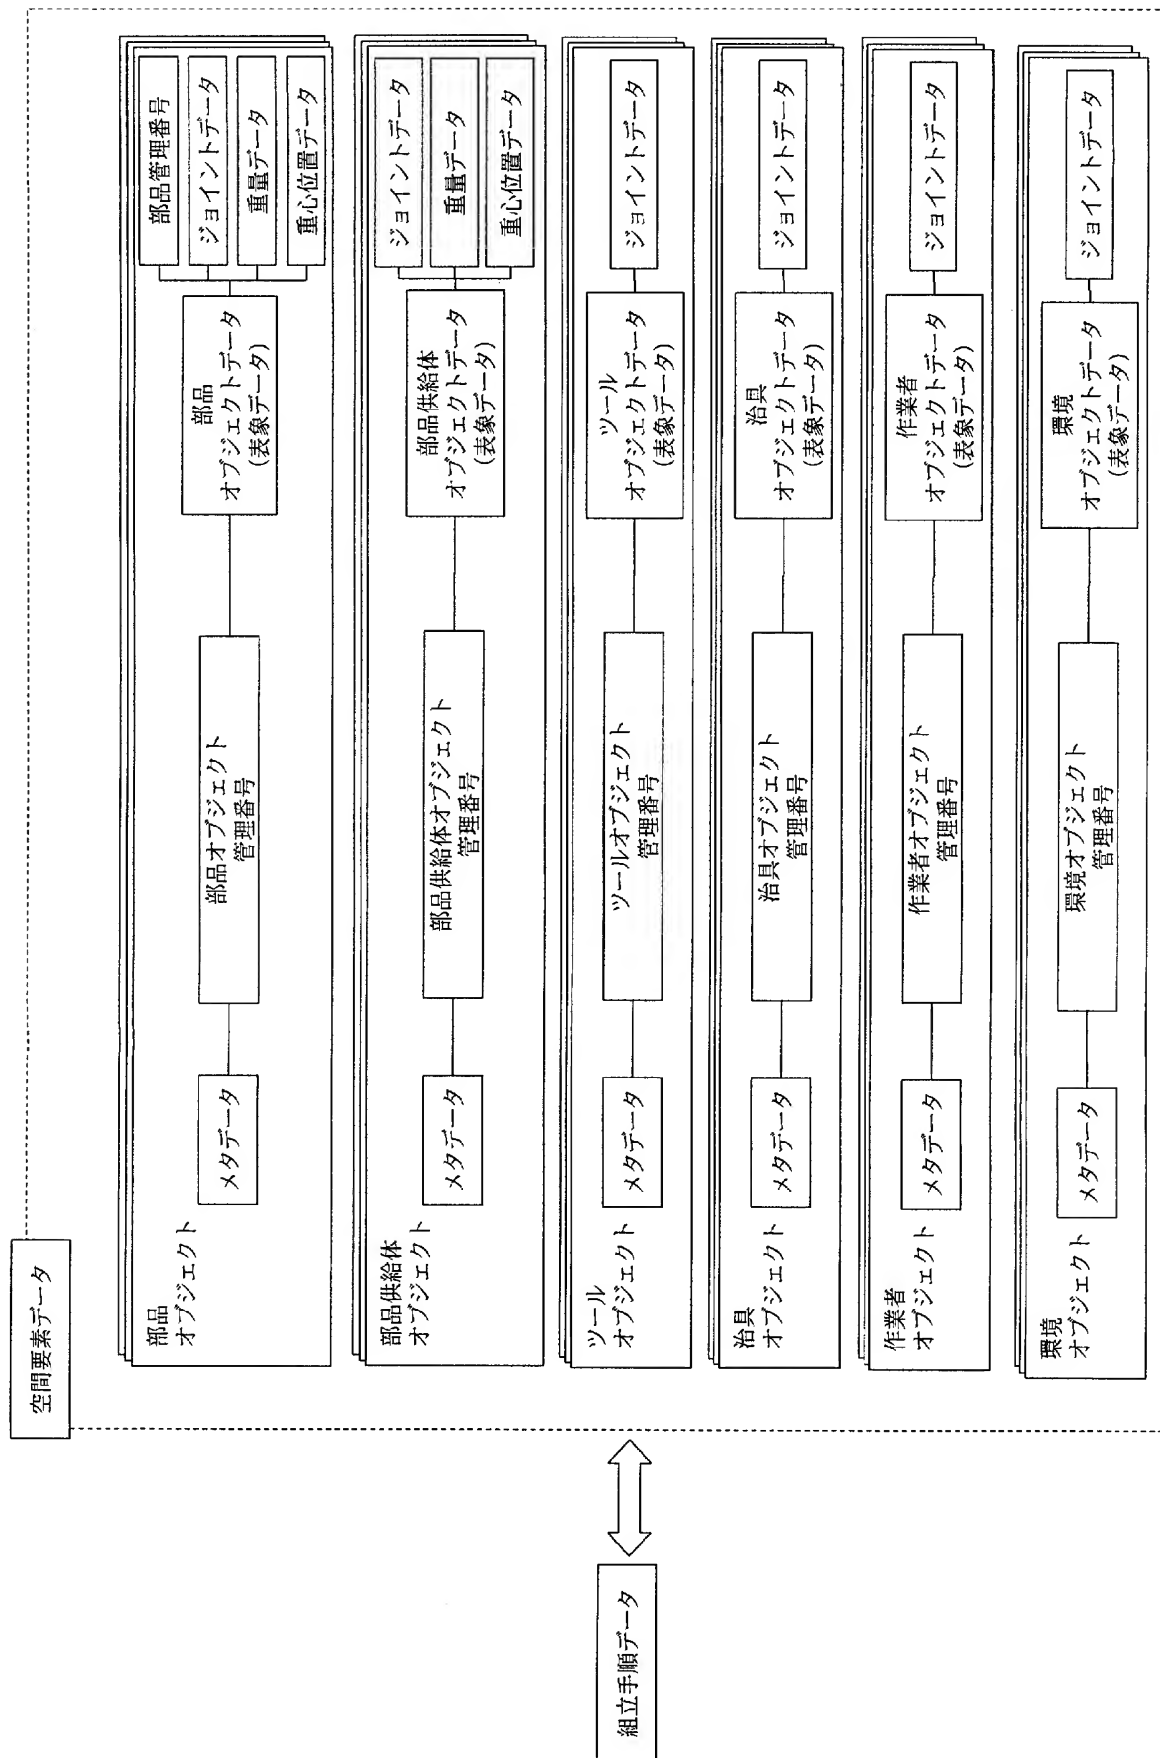 空間要素データ
部品
オブジェクト
メタデータ
部品オブジェクト
管理番号
部品
オブジェクトデータ
(表象データ)
部品管理番号
ジョイントデータ
重量データ
重心位置データ
部品供給体
オブジェクト
メタデータ
部品供給体オブジェクト
管理番号
部品供給体
オブジェクトデータ
(表象データ)
ジョイントデータ
重量データ
重心位置データ
ツール
オブジェクト
メタデータ
ツールオブジェクト
管理番号
ツール
オブジェクトデータ
(表象データ)
ジョイントデータ
治具
オブジェクト
メタデータ
治具オブジェクト
管理番号
治具
オブジェクトデータ
(表象データ)
ジョイントデータ
作業者
オブジェクト
メタデータ
作業者オブジェクト
管理番号
作業者
オブジェクトデータ
(表象データ)
ジョイントデータ
環境
オブジェクト
メタデータ
環境オブジェクト
管理番号
環境
オブジェクトデータ
(表象データ)
ジョイントデータ
組立手順データ